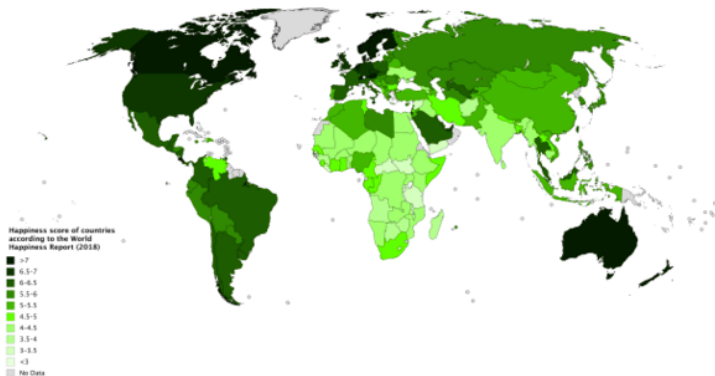 Happiness score of countries
according to the World
Happiness Report (2018)
>7
6.5-7
6-6.5
5.5-6
5-5.5
4.5-5
4-4.5
3.5-4
3-3.5
<3
No Data